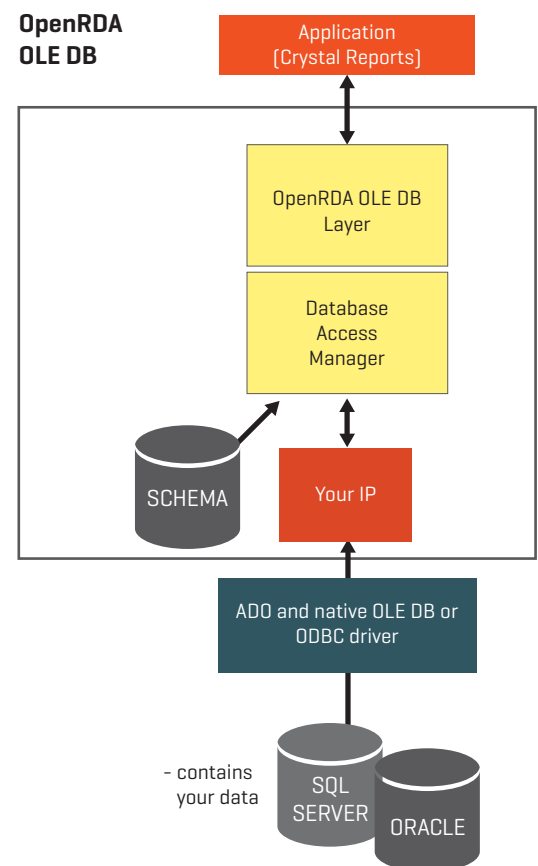 OpenRDA
OLE DB
Application
(Crystal Reports)
OpenRDA OLE DB
Layer
Database
Access
Manager
SCHEMA
Your IP
ADO and native OLE DB or
ODBC driver
- contains
your data
SQL
SERVER
ORACLE